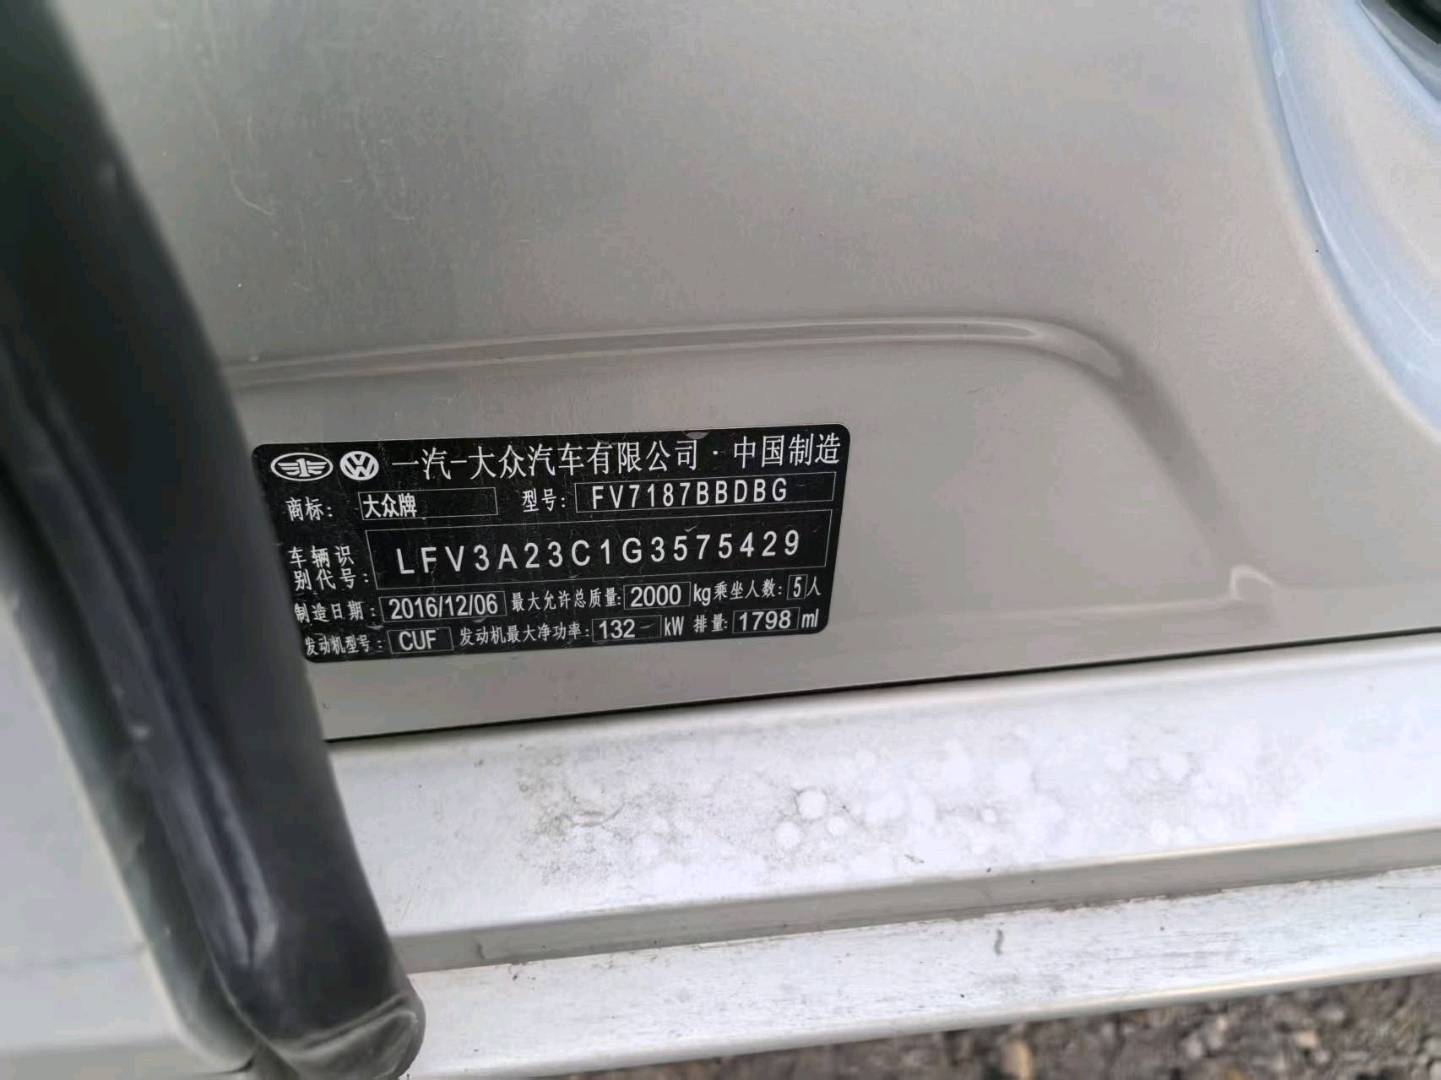 一汽-大众汽车有限公司·中国制造
商标: 大众牌 型号: FV7187BBDBG
车辆识别代号: LFV3A23C1G3575429
制造日期: 2016/12/06 最大允许总质量: 2000 kg 乘坐人数: 5 人
发动机型号: CUF 发动机最大净功率: 132 kW 排量: 1798 ml